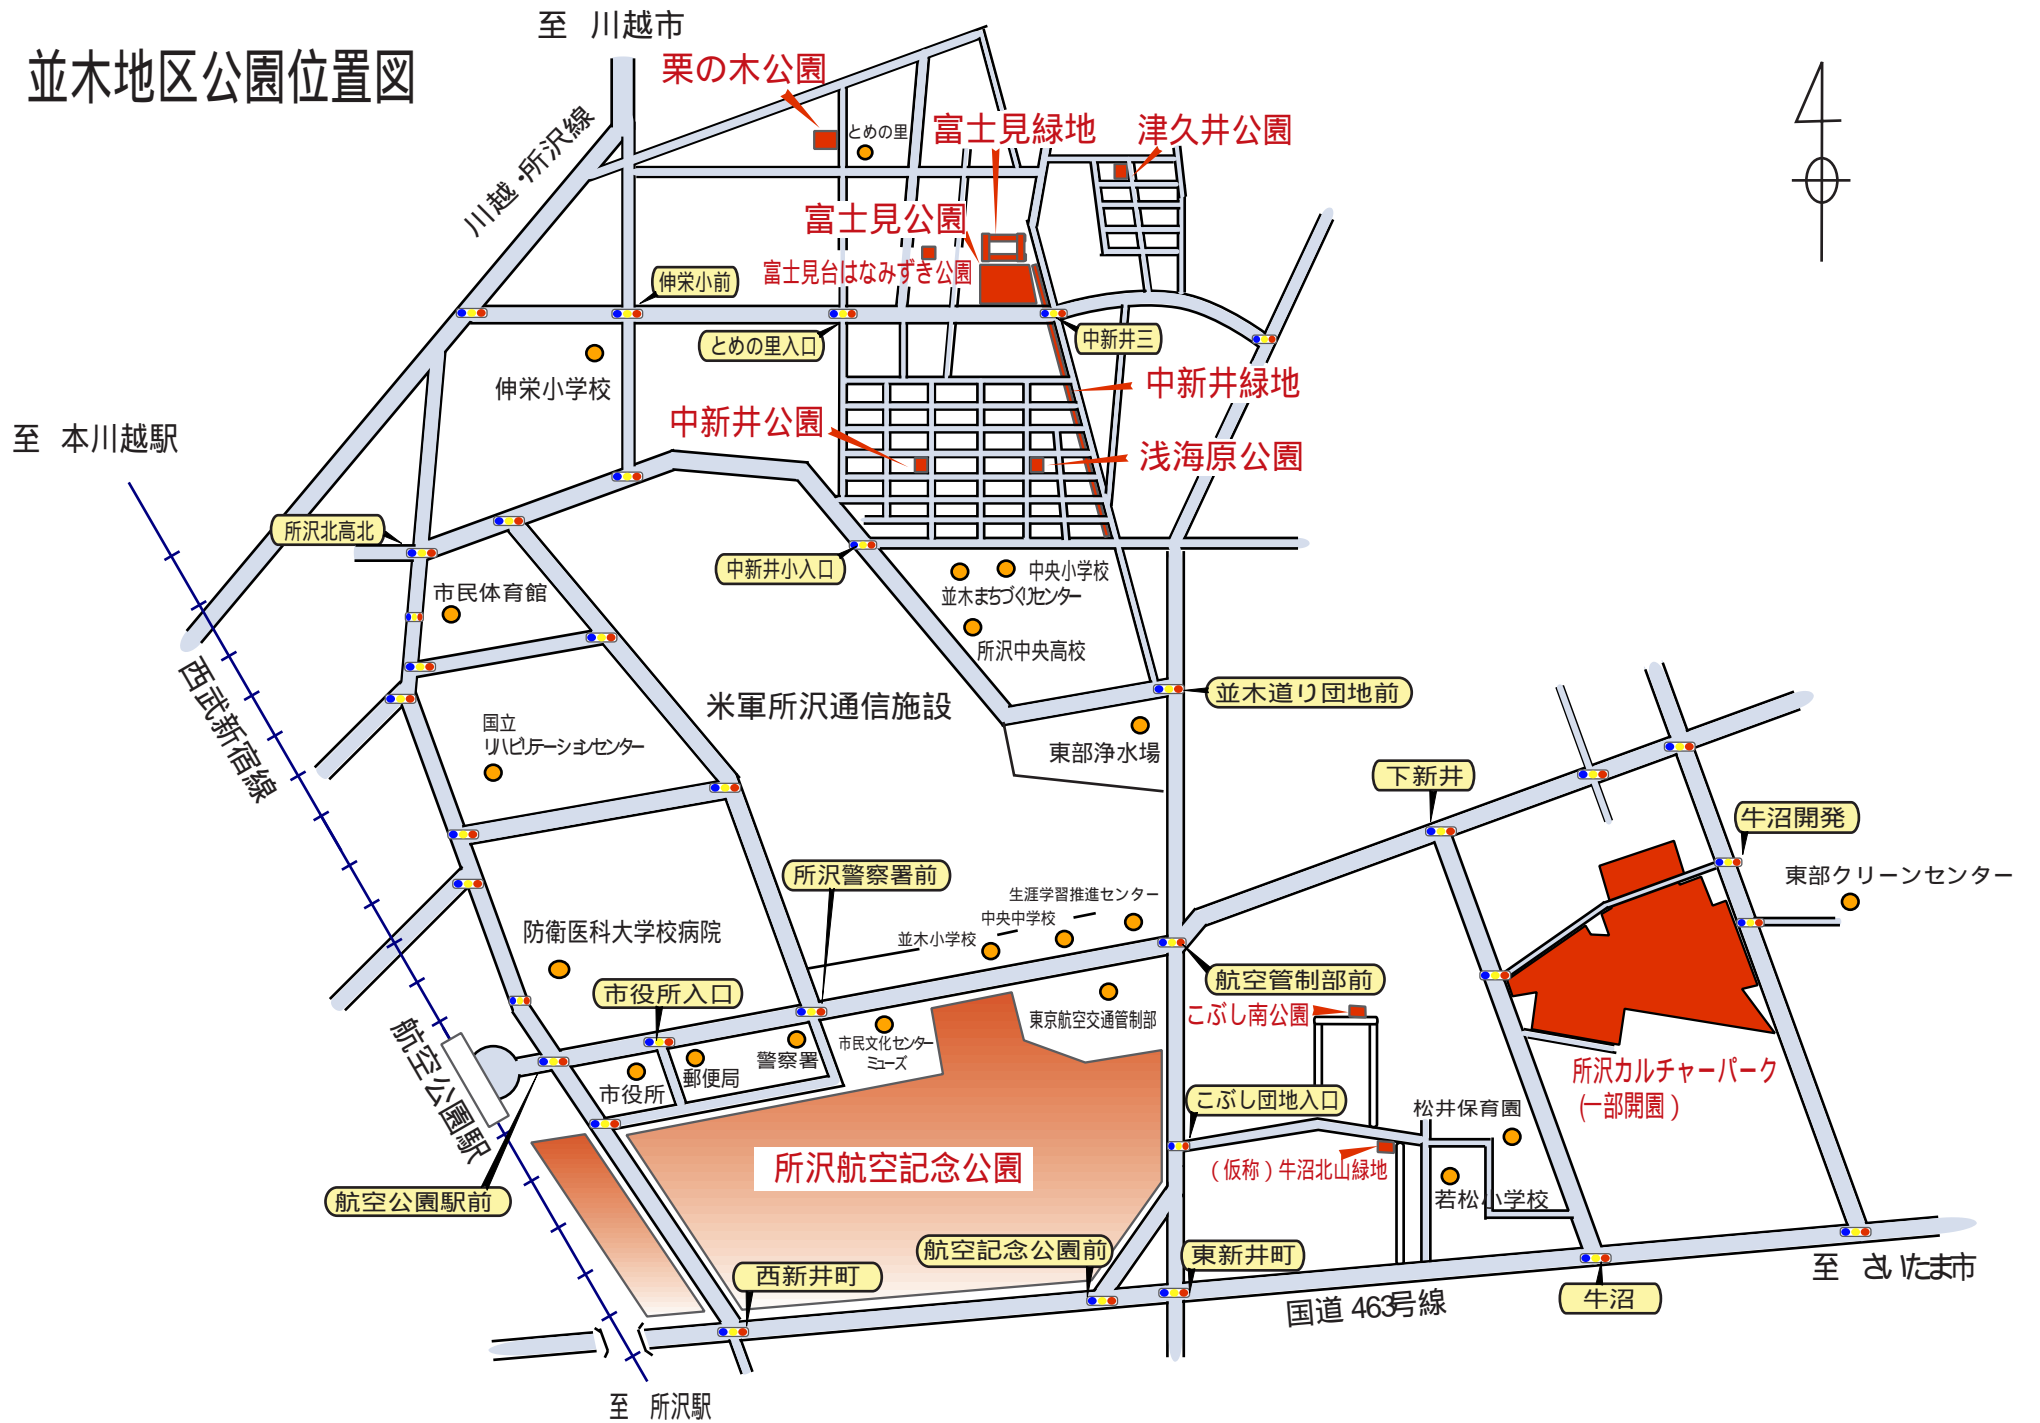 並木地区公園位置図
至 川越市
栗の木公園
とめの里
富士見緑地
津久井公園
川越・所沢線
富士見公園
富士見台はなみずき公園
伸栄小前
とめの里入口
中新井三
伸栄小学校
中新井緑地
中新井公園
浅海原公園
至 本川越駅
所沢北高北
中新井小入口
中央小学校
並木まちづくりセンター
市民体育館
所沢中央高校
西武新宿線
米軍所沢通信施設
並木道り団地前
国立
リハビリテーションセンター
東部浄水場
下新井
牛沼開発
東部クリーンセンター
所沢警察署前
生涯学習推進センター
中央中学校
並木小学校
防衛医科大学校病院
市役所入口
航空管制部前
こぶし南公園
東京航空交通管制部
市民文化センター
ミューズ
警察署
郵便局
市役所
航空公園駅
所沢カルチャーパーク
(一部開園)
こぶし団地入口
松井保育園
所沢航空記念公園
(仮称)牛沼北山緑地
若松小学校
航空公園駅前
航空記念公園前
東新井町
西新井町
至 さいたま市
牛沼
国道463号線
至 所沢駅